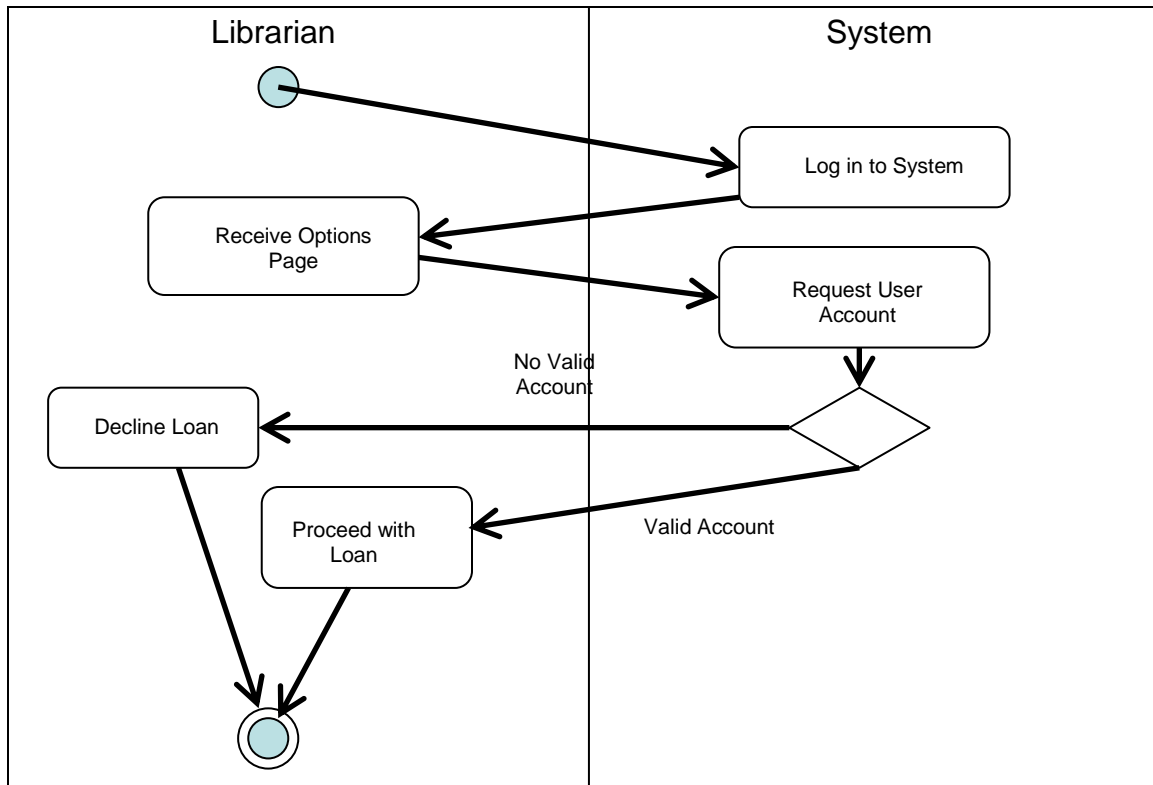 Librarian
System
Log in to System
Receive Options
Page
Request User
Account
No Valid
Account
Decline Loan
Proceed with
Loan
Valid Account